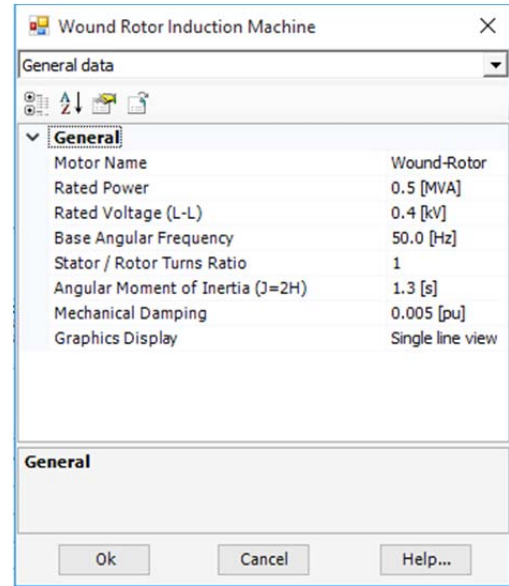 Wound Rotor Induction Machine
General data
General
Motor Name Wound-Rotor
Rated Power 0.5 [MVA]
Rated Voltage (L-L) 0.4 [kV]
Base Angular Frequency 50.0 [Hz]
Stator / Rotor Turns Ratio 1
Angular Moment of Inertia (J=2H) 1.3 [s]
Mechanical Damping 0.005 [pu]
Graphics Display Single line view
General
Ok Cancel Help...